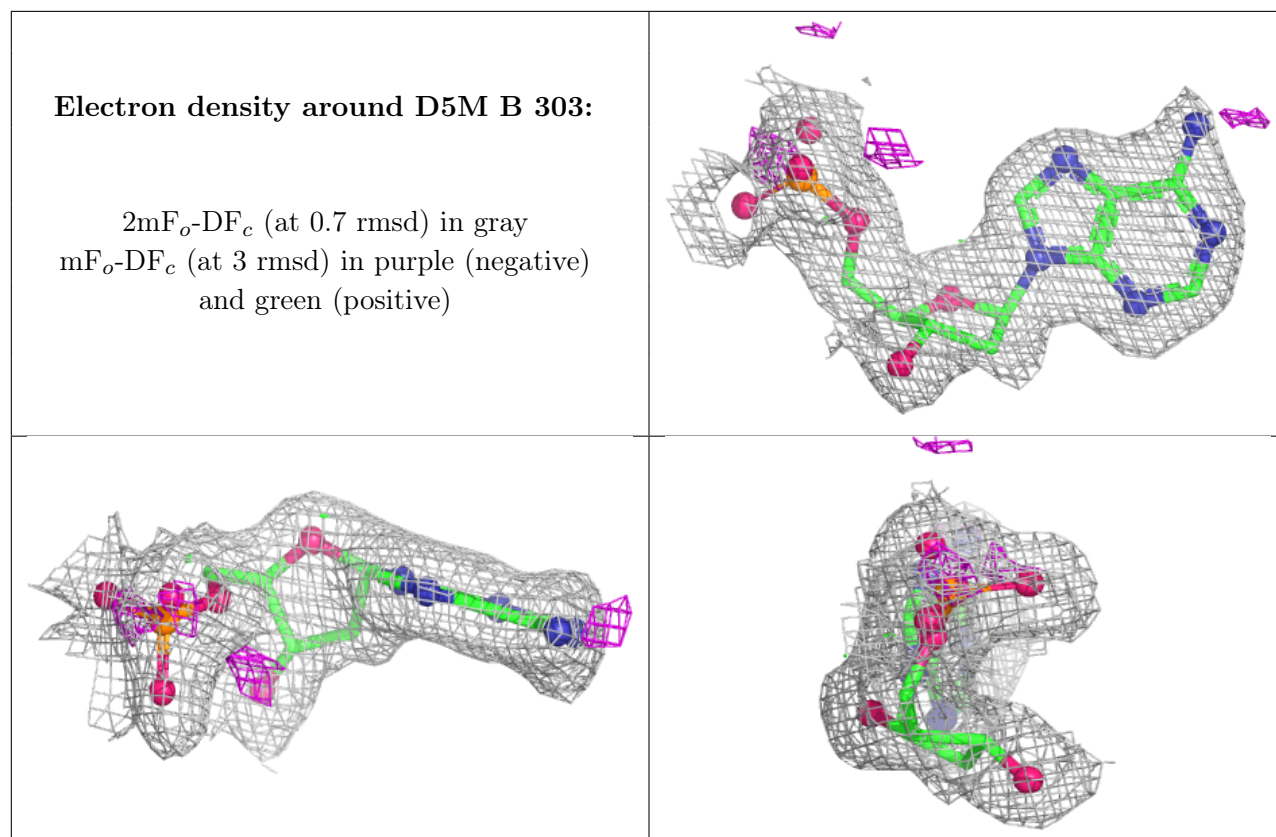 Electron density around D5M B 303:
2mFo-DFc (at 0.7 rmsd) in gray
mFo-DFc (at 3 rmsd) in purple (negative)
and green (positive)